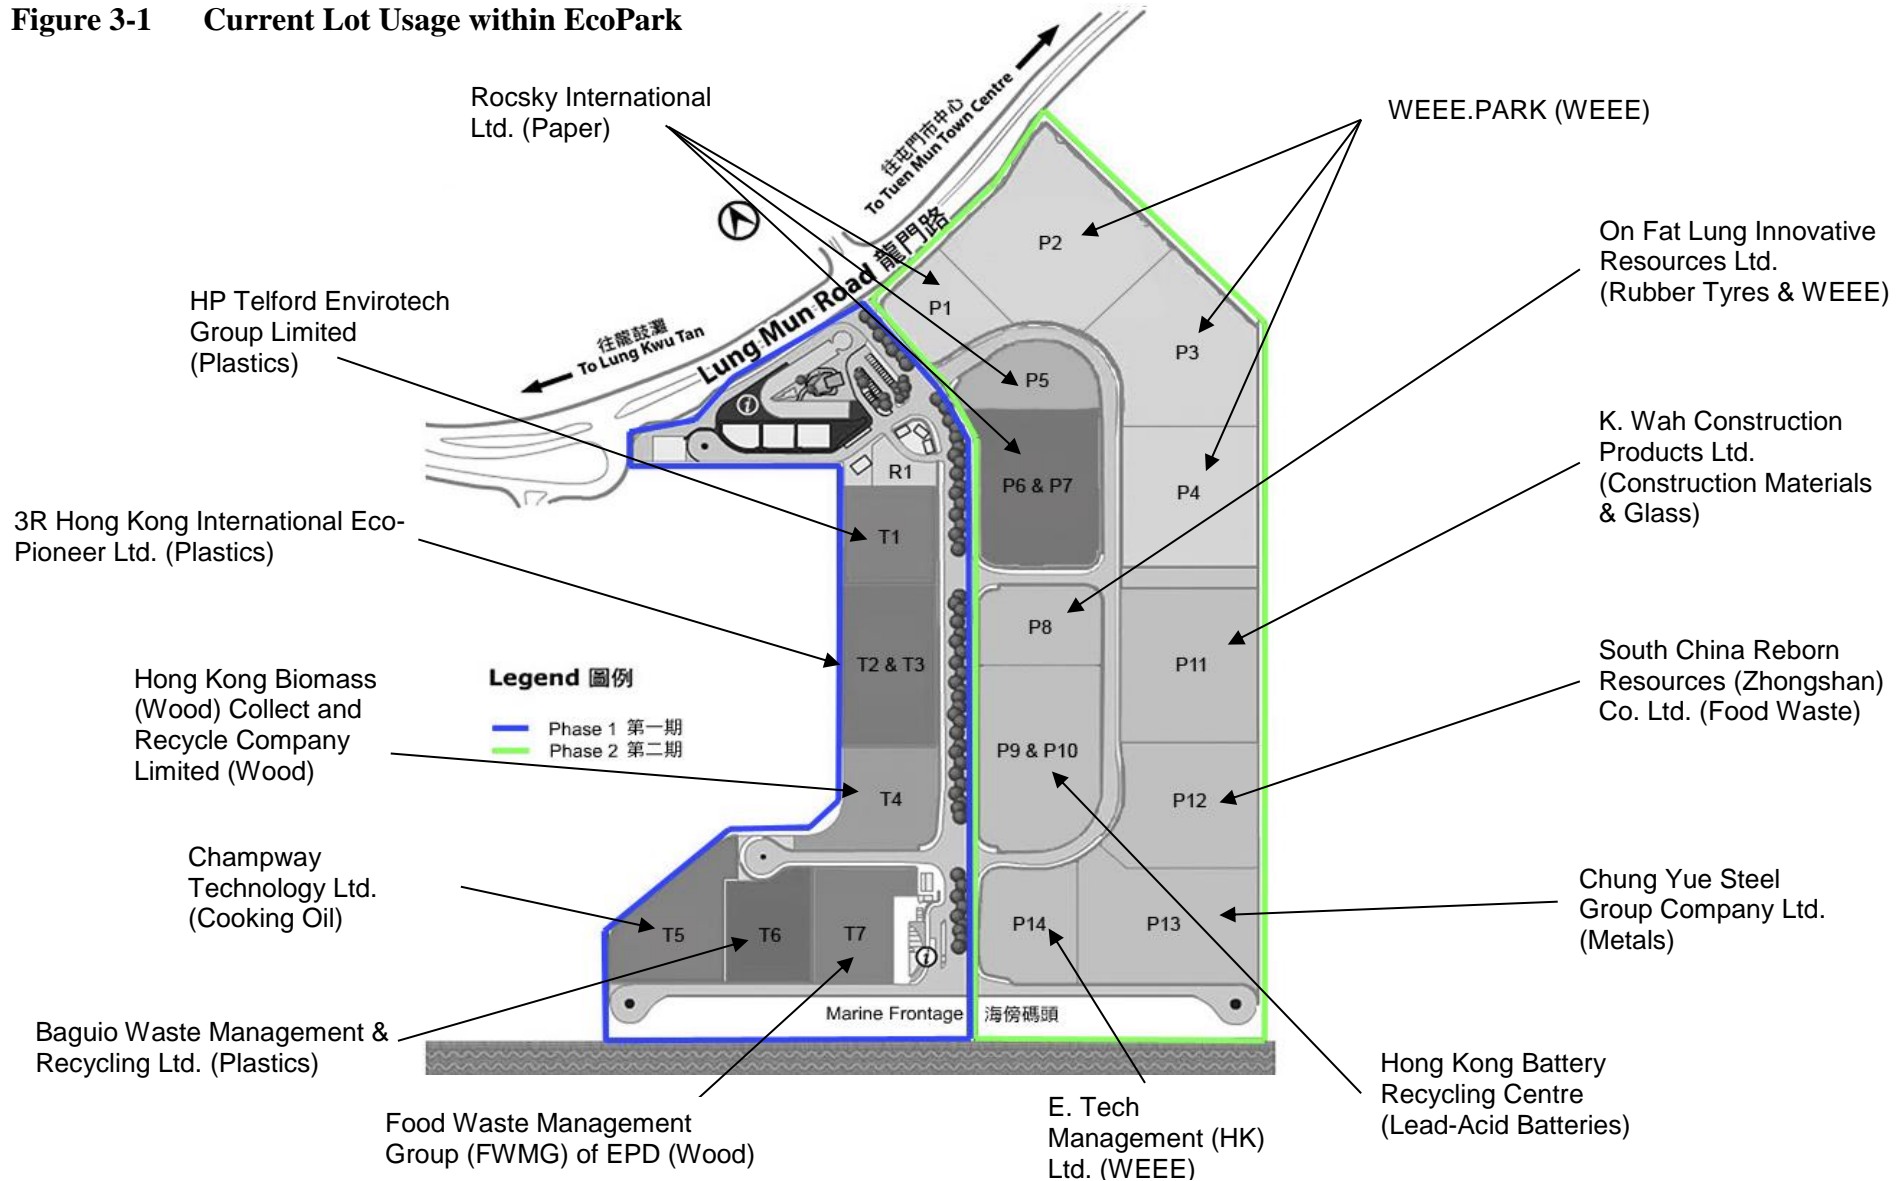 Figure 3-1 Current Lot Usage within EcoPark
Rocsky International
Ltd. (Paper)
WEEE.PARK (WEEE)
往屯門市中心
To Tuen Mun Town Centre
On Fat Lung Innovative
Resources Ltd.
(Rubber Tyres & WEEE)
HP Telford Envirotech
Group Limited
(Plastics)
往龍鼓灘
To Lung Kwu Tan
Lung Mun Road 龍門路
K. Wah Construction
Products Ltd.
(Construction Materials
& Glass)
3R Hong Kong International Eco-
Pioneer Ltd. (Plastics)
South China Reborn
Resources (Zhongshan)
Co. Ltd. (Food Waste)
Hong Kong Biomass
(Wood) Collect and
Recycle Company
Limited (Wood)
Legend 圖例
Phase 1 第一期
Phase 2 第二期
P2
P1
P3
P5
P6 & P7
P4
R1
T1
P8
T2 & T3
P11
P9 & P10
T4
P12
T5
T6
T7
P14
P13
i
i
Champway
Technology Ltd.
(Cooking Oil)
Chung Yue Steel
Group Company Ltd.
(Metals)
Marine Frontage 海傍碼頭
Baguio Waste Management &
Recycling Ltd. (Plastics)
Food Waste Management
Group (FWMG) of EPD (Wood)
E. Tech
Management (HK)
Ltd. (WEEE)
Hong Kong Battery
Recycling Centre
(Lead-Acid Batteries)